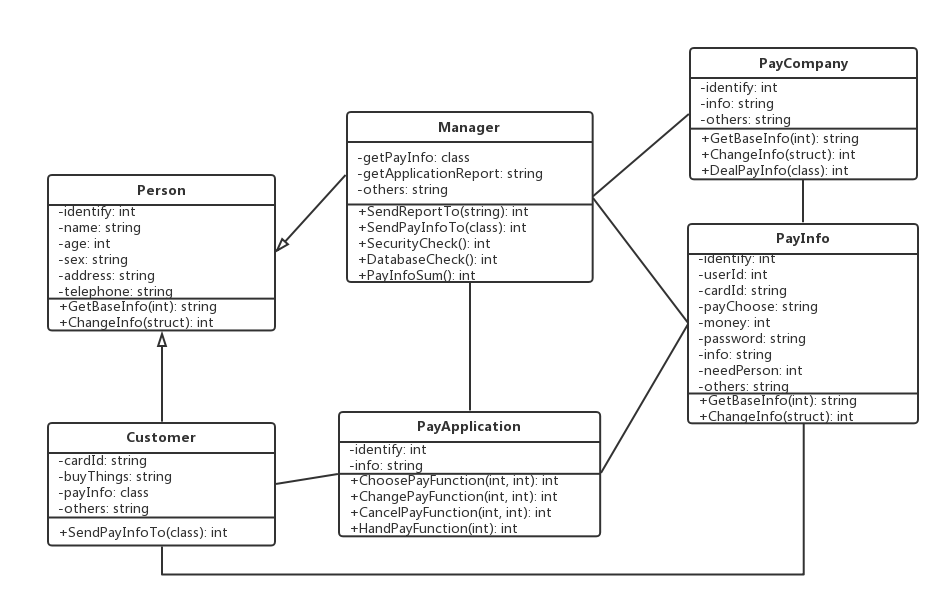 PayCompany
-identify: int
-info: string
-others: string
+GetBaseInfo(int): string
+ChangeInfo(struct): int
+DealPayInfo(class): int
Manager
-getPayInfo: class
-getApplicationReport: string
-others: string
+SendReportTo(string): int
+SendPayInfoTo(class): int
+SecurityCheck(): int
+DatabaseCheck(): int
+PayInfoSum(): int
Person
-identify: int
-name: string
-age: int
-sex: string
-address: string
-telephone: string
+GetBaseInfo(int): string
+ChangeInfo(struct): int
PayInfo
-identify: int
-userId: int
-cardId: string
-payChoose: string
-money: int
-password: string
-info: string
-needPerson: int
-others: string
+GetBaseInfo(int): string
+ChangeInfo(struct): int
Customer
-cardId: string
-buyThings: string
-payInfo: class
-others: string
+SendPayInfoTo(class): int
PayApplication
-identify: int
-info: string
+ChoosePayFunction(int, int): int
+ChangePayFunction(int, int): int
+CancelPayFunction(int, int): int
+HandPayFunction(int): int